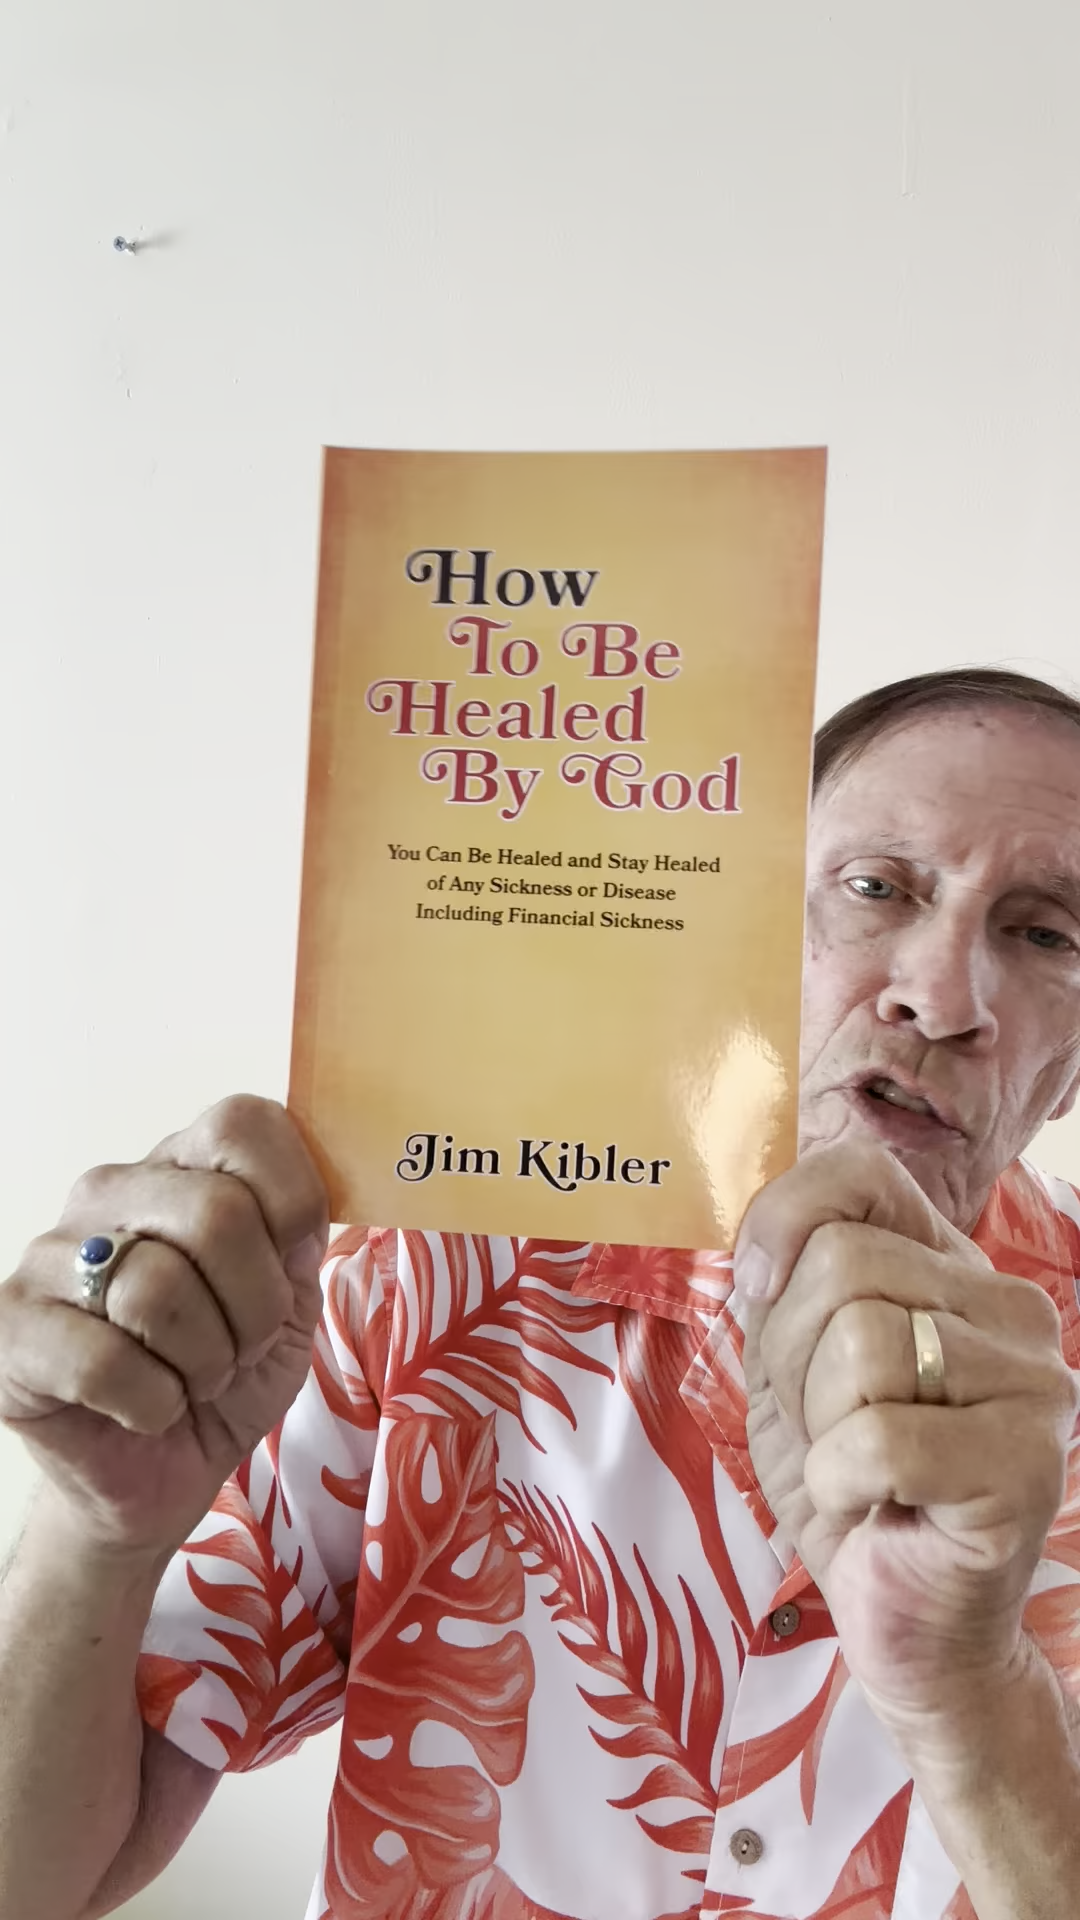 How
To Be
Healed
By God
You Can Be Healed and Stay Healed
of Any Sickness or Disease
Including Financial Sickness
Jim Kibler